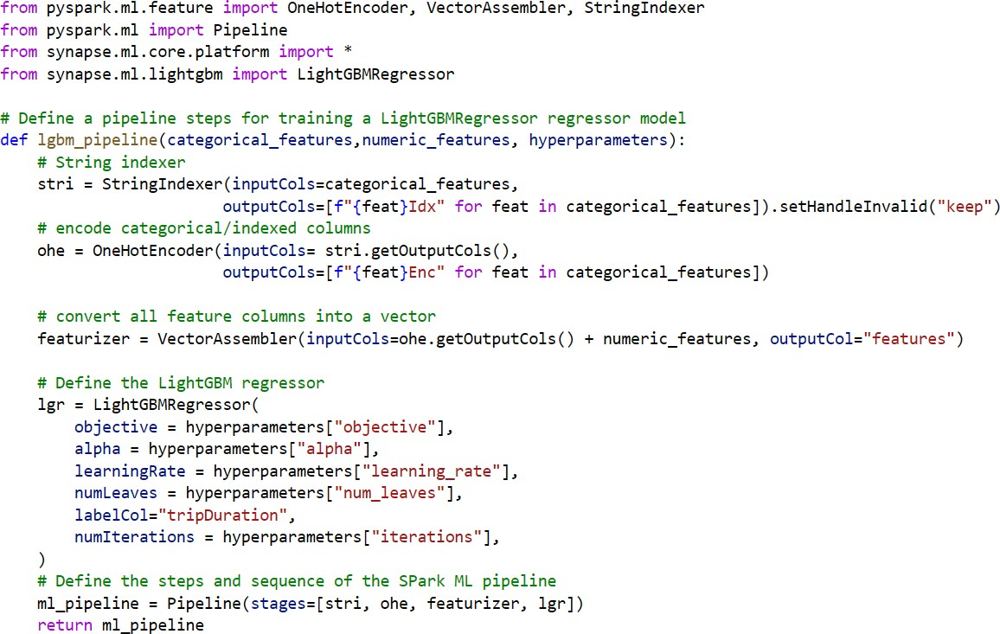 from pyspark.ml.feature import OneHotEncoder, VectorAssembler, StringIndexer
from pyspark.ml import Pipeline
from synapse.ml.core.platform import *
from synapse.ml.lightgbm import LightGBMRegressor

# Define a pipeline steps for training a LightGBMRegressor regressor model
def lgbm_pipeline(categorical_features,numeric_features, hyperparameters):
    # String indexer
    stri = StringIndexer(inputCols=categorical_features,
                        outputCols=[f"{feat}Idx" for feat in categorical_features]).setHandleInvalid("keep")
    # encode categorical/indexed columns
    ohe = OneHotEncoder(inputCols= stri.getOutputCols(),
                        outputCols=[f"{feat}Enc" for feat in categorical_features])

    # convert all feature columns into a vector
    featurizer = VectorAssembler(inputCols=ohe.getOutputCols() + numeric_features, outputCol="features")

    # Define the LightGBM regressor
    lgr = LightGBMRegressor(
        objective = hyperparameters["objective"],
        alpha = hyperparameters["alpha"],
        learningRate = hyperparameters["learning_rate"],
        numLeaves = hyperparameters["num_leaves"],
        labelCol="tripDuration",
        numIterations = hyperparameters["iterations"],
    )
    # Define the steps and sequence of the SPark ML pipeline
    ml_pipeline = Pipeline(stages=[stri, ohe, featurizer, lgr])
    return ml_pipeline